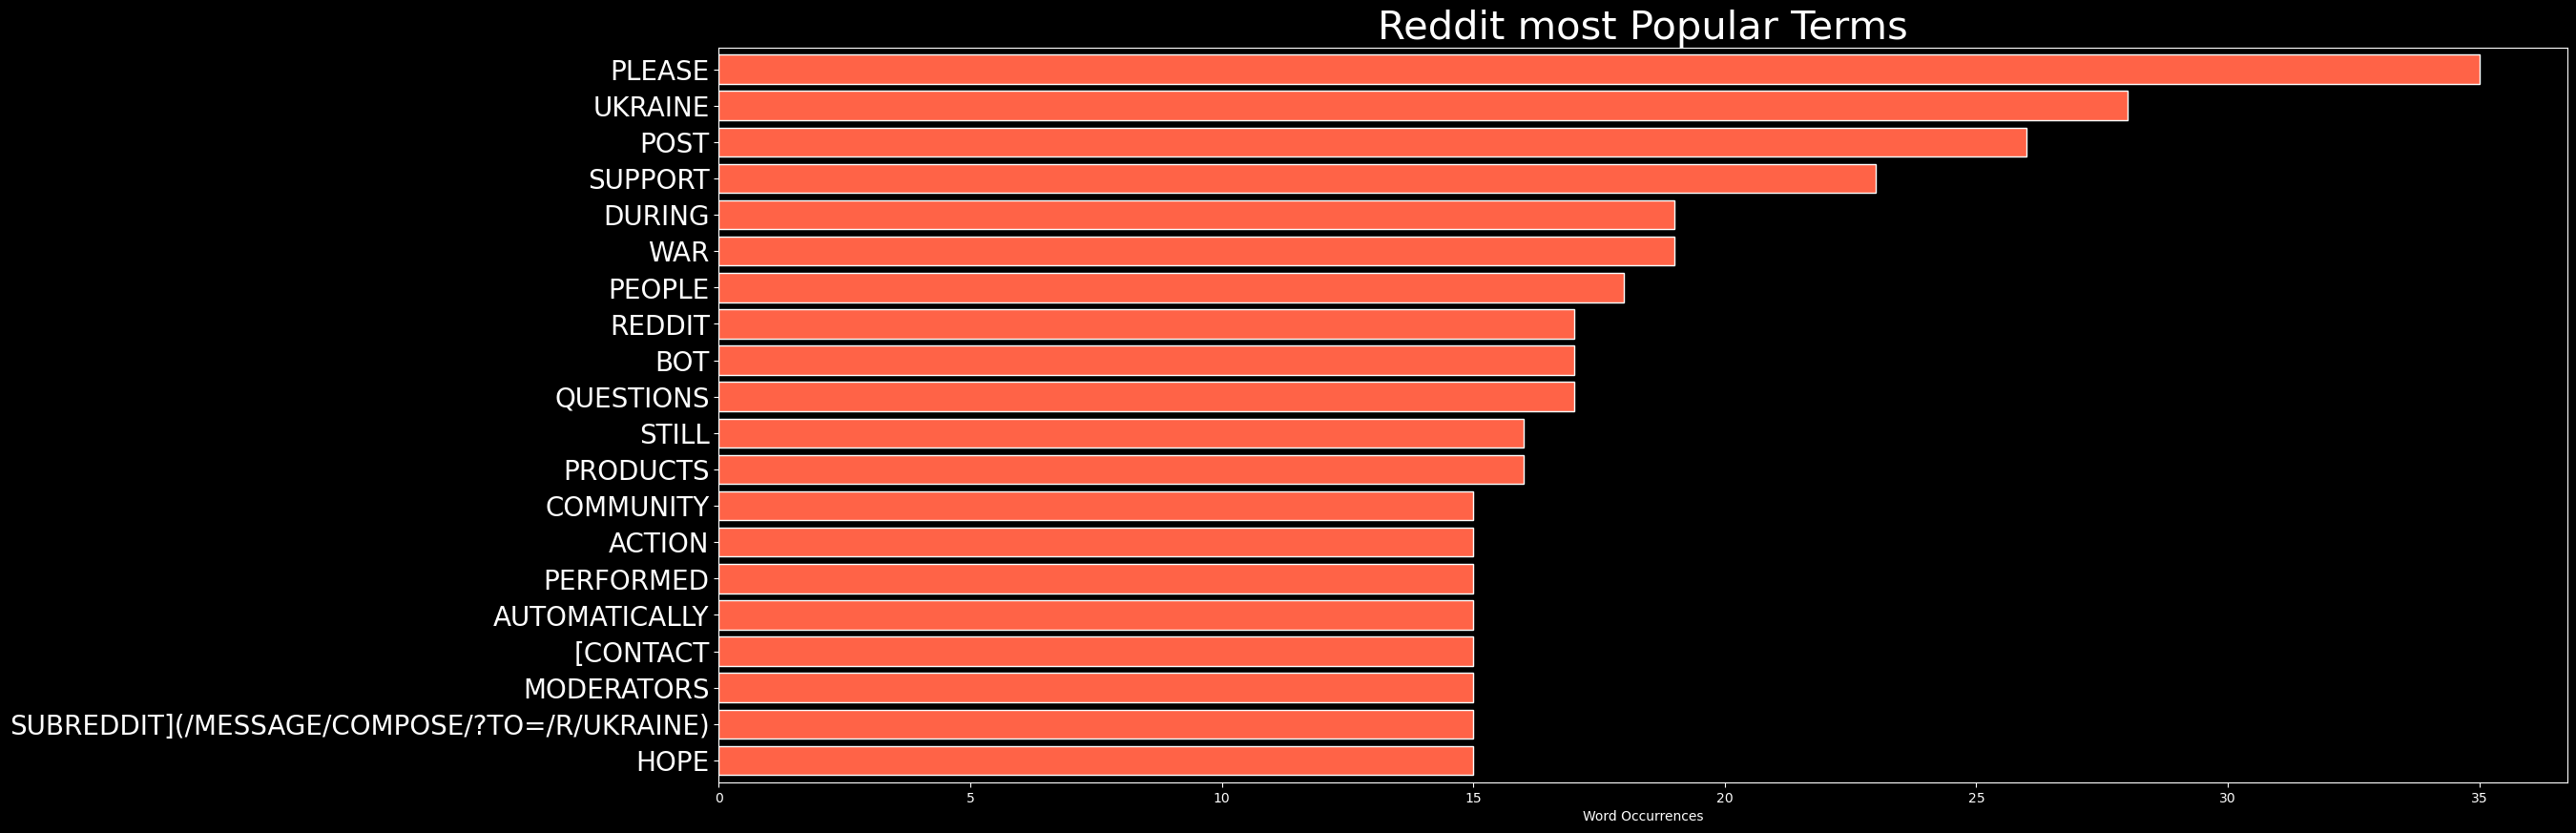 Reddit most Popular Terms
PLEASE
UKRAINE
POST
SUPPORT
DURING
WAR
PEOPLE
REDDIT
BOT
QUESTIONS
STILL
PRODUCTS
COMMUNITY
ACTION
PERFORMED
AUTOMATICALLY
[CONTACT
MODERATORS
SUBREDDIT](/MESSAGE/COMPOSE/?TO=/R/UKRAINE)
HOPE
0 5 10 15 20 25 30 35
Word Occurrences